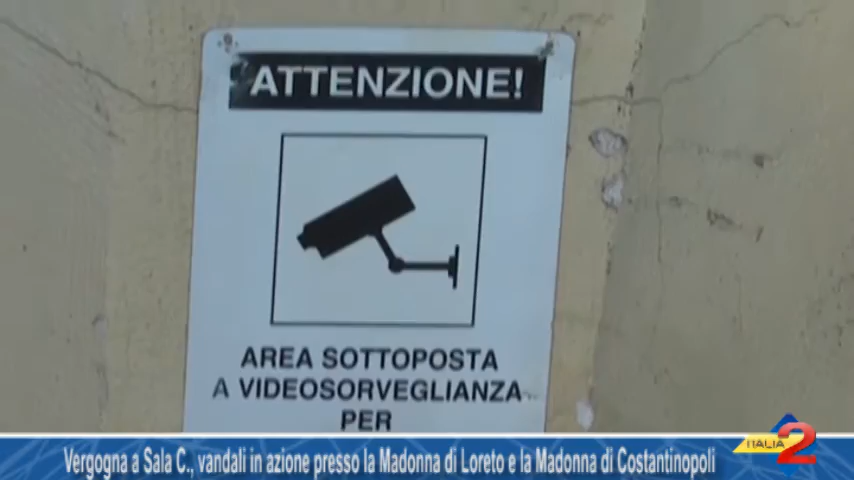 ATTENZIONE!
AREA SOTTOPOSTA
A VIDEOSORVEGLIANZA
PER
ITALIA 2
Vergogna a Sala C., vandali in azione presso la Madonna di Loreto e la Madonna di Costantinopoli